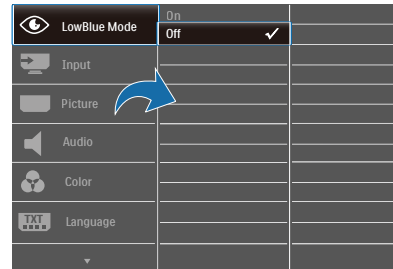 LowBlue Mode
On
Off
Input
Picture
Audio
Color
TXT
Language